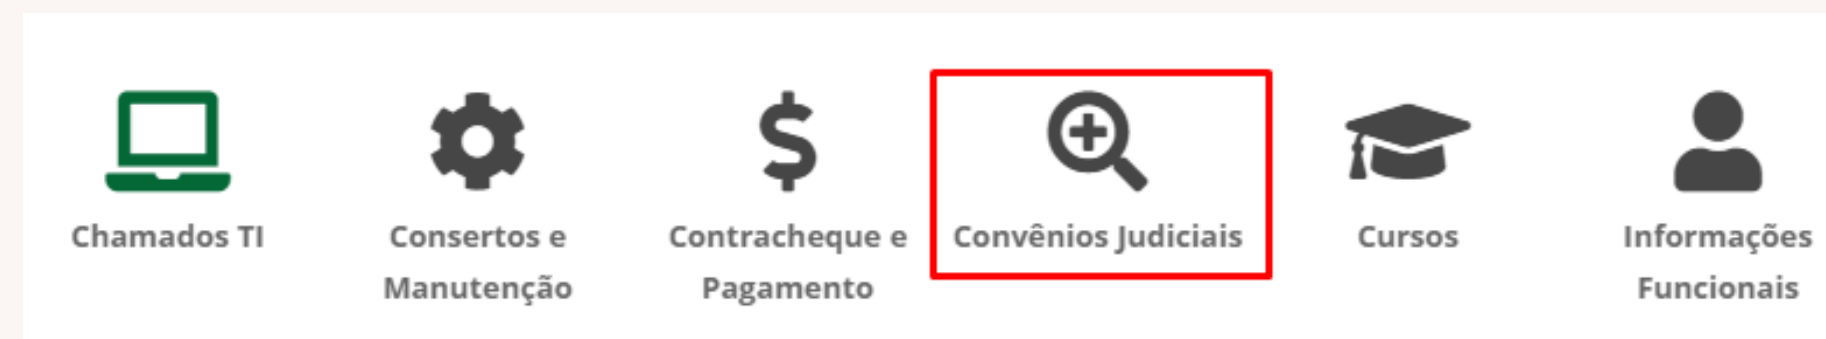 Chamados TI
Consertos e
Manutenção
Contracheque e
Pagamento
Convênios Judiciais
Cursos
Informações
Funcionais